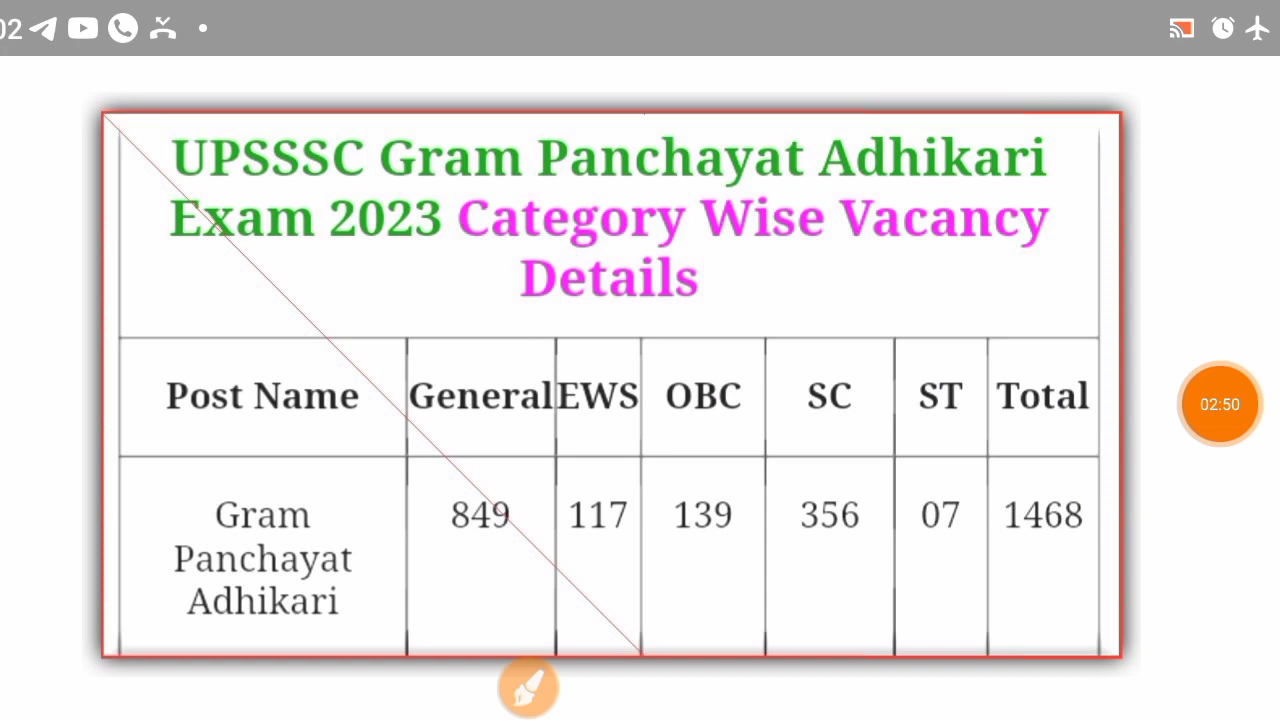 02
UPSSSC Gram Panchayat Adhikari
Exam 2023 Category Wise Vacancy
Details
Post Name General EWS OBC SC ST Total
02:50
Gram 849 117 139 356 07 1468
Panchayat
Adhikari